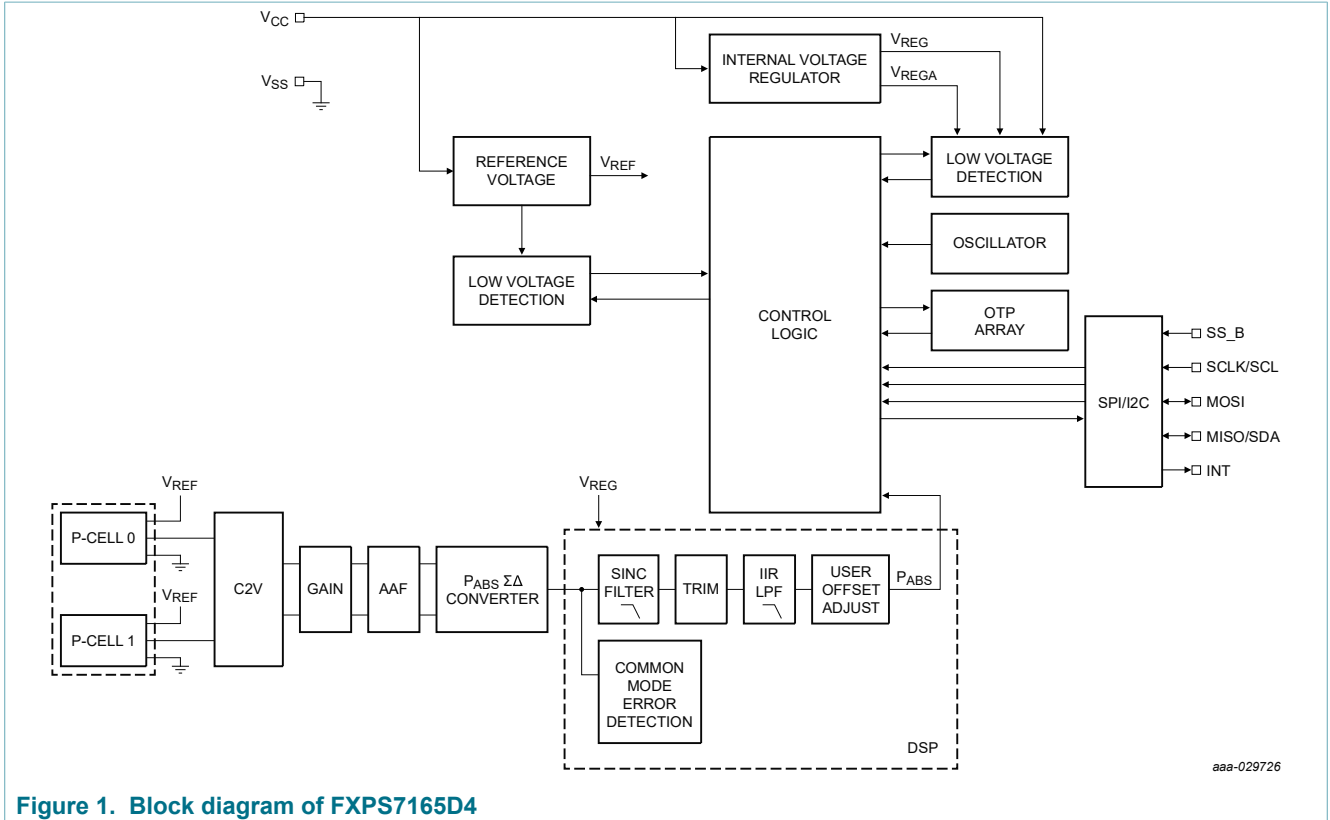 VCC
VSS
INTERNAL VOLTAGE
REGULATOR
VREG
VREGA
REFERENCE
VOLTAGE
VREF
LOW VOLTAGE
DETECTION
CONTROL
LOGIC
LOW VOLTAGE
DETECTION
OSCILLATOR
OTP
ARRAY
SPI/I2C
SS_B
SCLK/SCL
MOSI
MISO/SDA
INT
VREF
P-CELL 0
VREF
P-CELL 1
C2V
GAIN
AAF
PABS ΣΔ
CONVERTER
VREG
SINC
FILTER
TRIM
IIR
LPF
USER
OFFSET
ADJUST
PABS
COMMON
MODE
ERROR
DETECTION
DSP
aaa-029726
Figure 1. Block diagram of FXPS7165D4